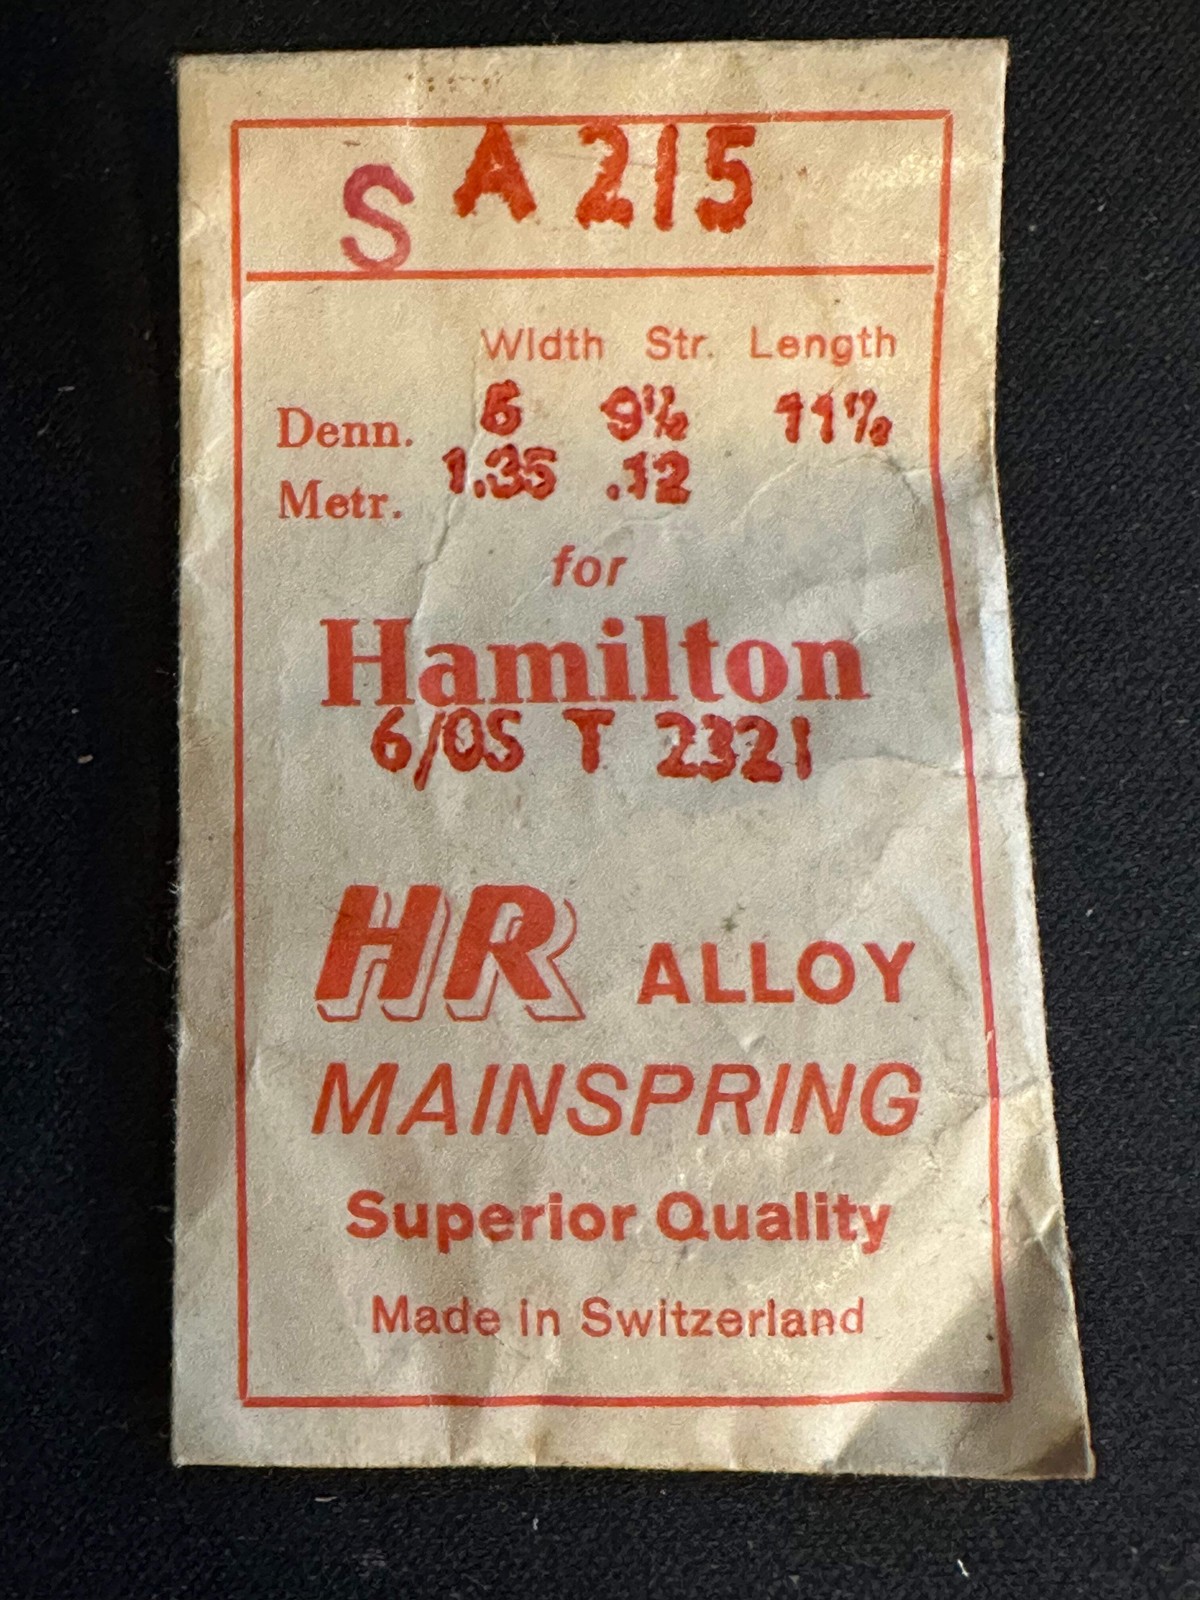 S A 215
Width Str. Length
Denn. 6 9½ 11½
Metr. 1.35 .12
for
Hamilton
6/0S T 2321
HR ALLOY
MAINSPRING
Superior Quality
Made in Switzerland